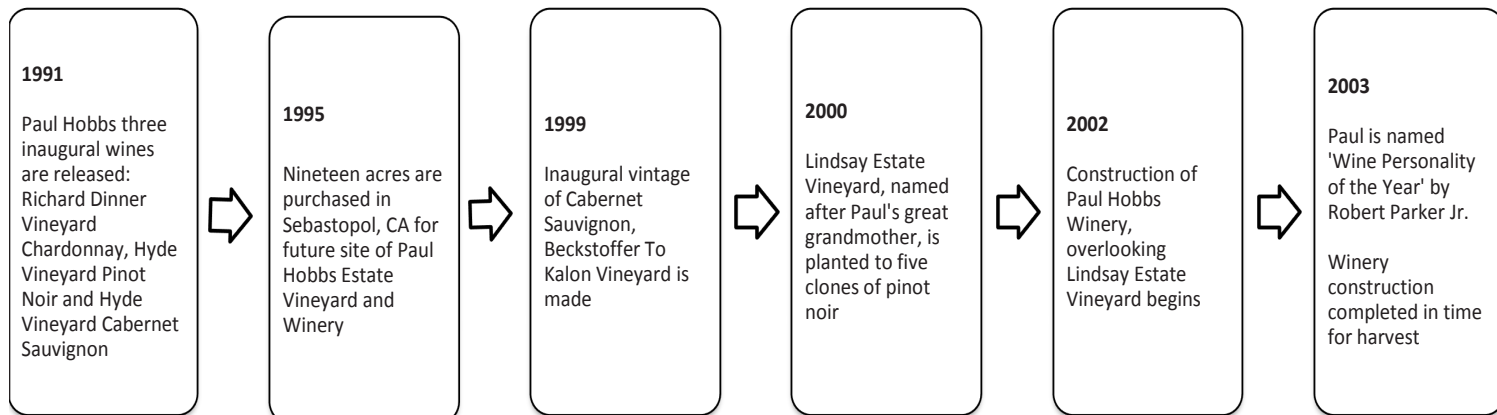 1991
Paul Hobbs three
inaugural wines
are released:
Richard Dinner
Vineyard
Chardonnay, Hyde
Vineyard Pinot
Noir and Hyde
Vineyard Cabernet
Sauvignon
1995
Nineteen acres are
purchased in
Sebastopol, CA for
future site of Paul
Hobbs Estate
Vineyard and
Winery
1999
Inaugural vintage
of Cabernet
Sauvignon,
Beckstoffer To
Kalon Vineyard is
made
2000
Lindsay Estate
Vineyard, named
after Paul's great
grandmother, is
planted to five
clones of pinot
noir
2002
Construction of
Paul Hobbs
Winery,
overlooking
Lindsay Estate
Vineyard begins
2003
Paul is named
'Wine Personality
of the Year' by
Robert Parker Jr.
Winery
construction
completed in time
for harvest